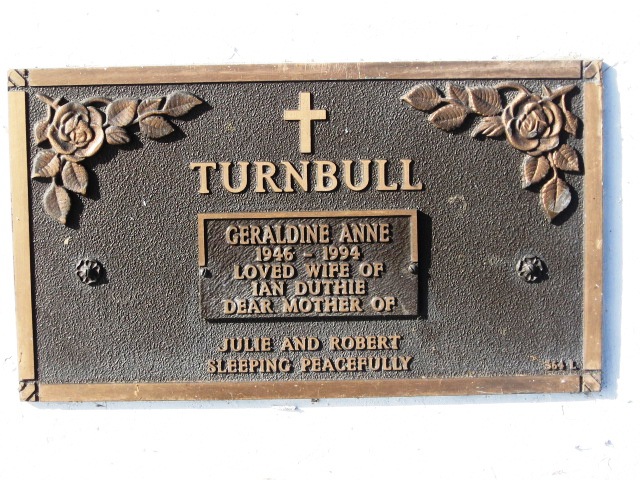 TURNBULL
GERALDINE ANNE
1946 - 1994
LOVED WIFE OF
IAN DUTHIE
DEAR MOTHER OF
JULIE AND ROBERT
SLEEPING PEACEFULLY